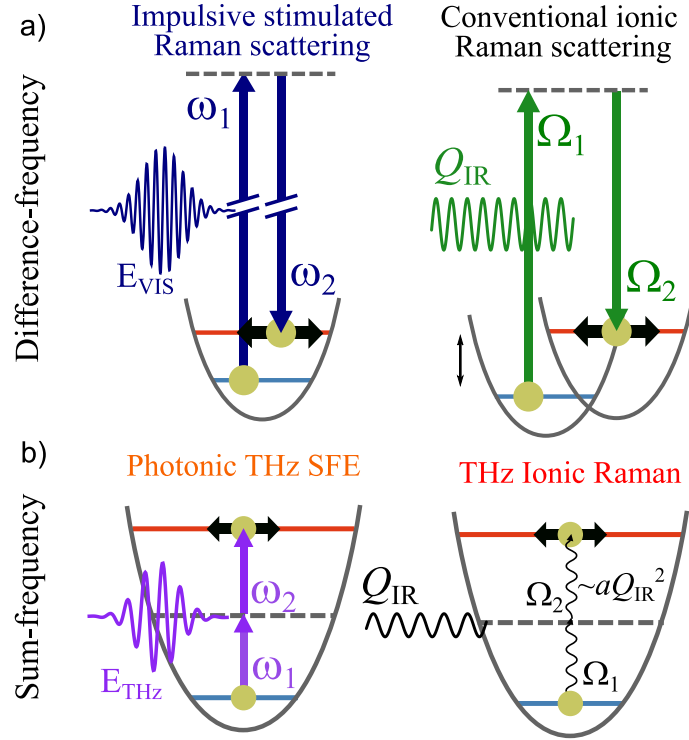 a)
Impulsive stimulated
Raman scattering
Conventional ionic
Raman scattering
Difference-frequency
ω1
Ω1
QIR
EVIS
ω2
Ω2
b)
Photonic THz SFE
THz Ionic Raman
Sum-frequency
ω2
QIR
Ω2
~aQIR2
ETHz
ω1
Ω1